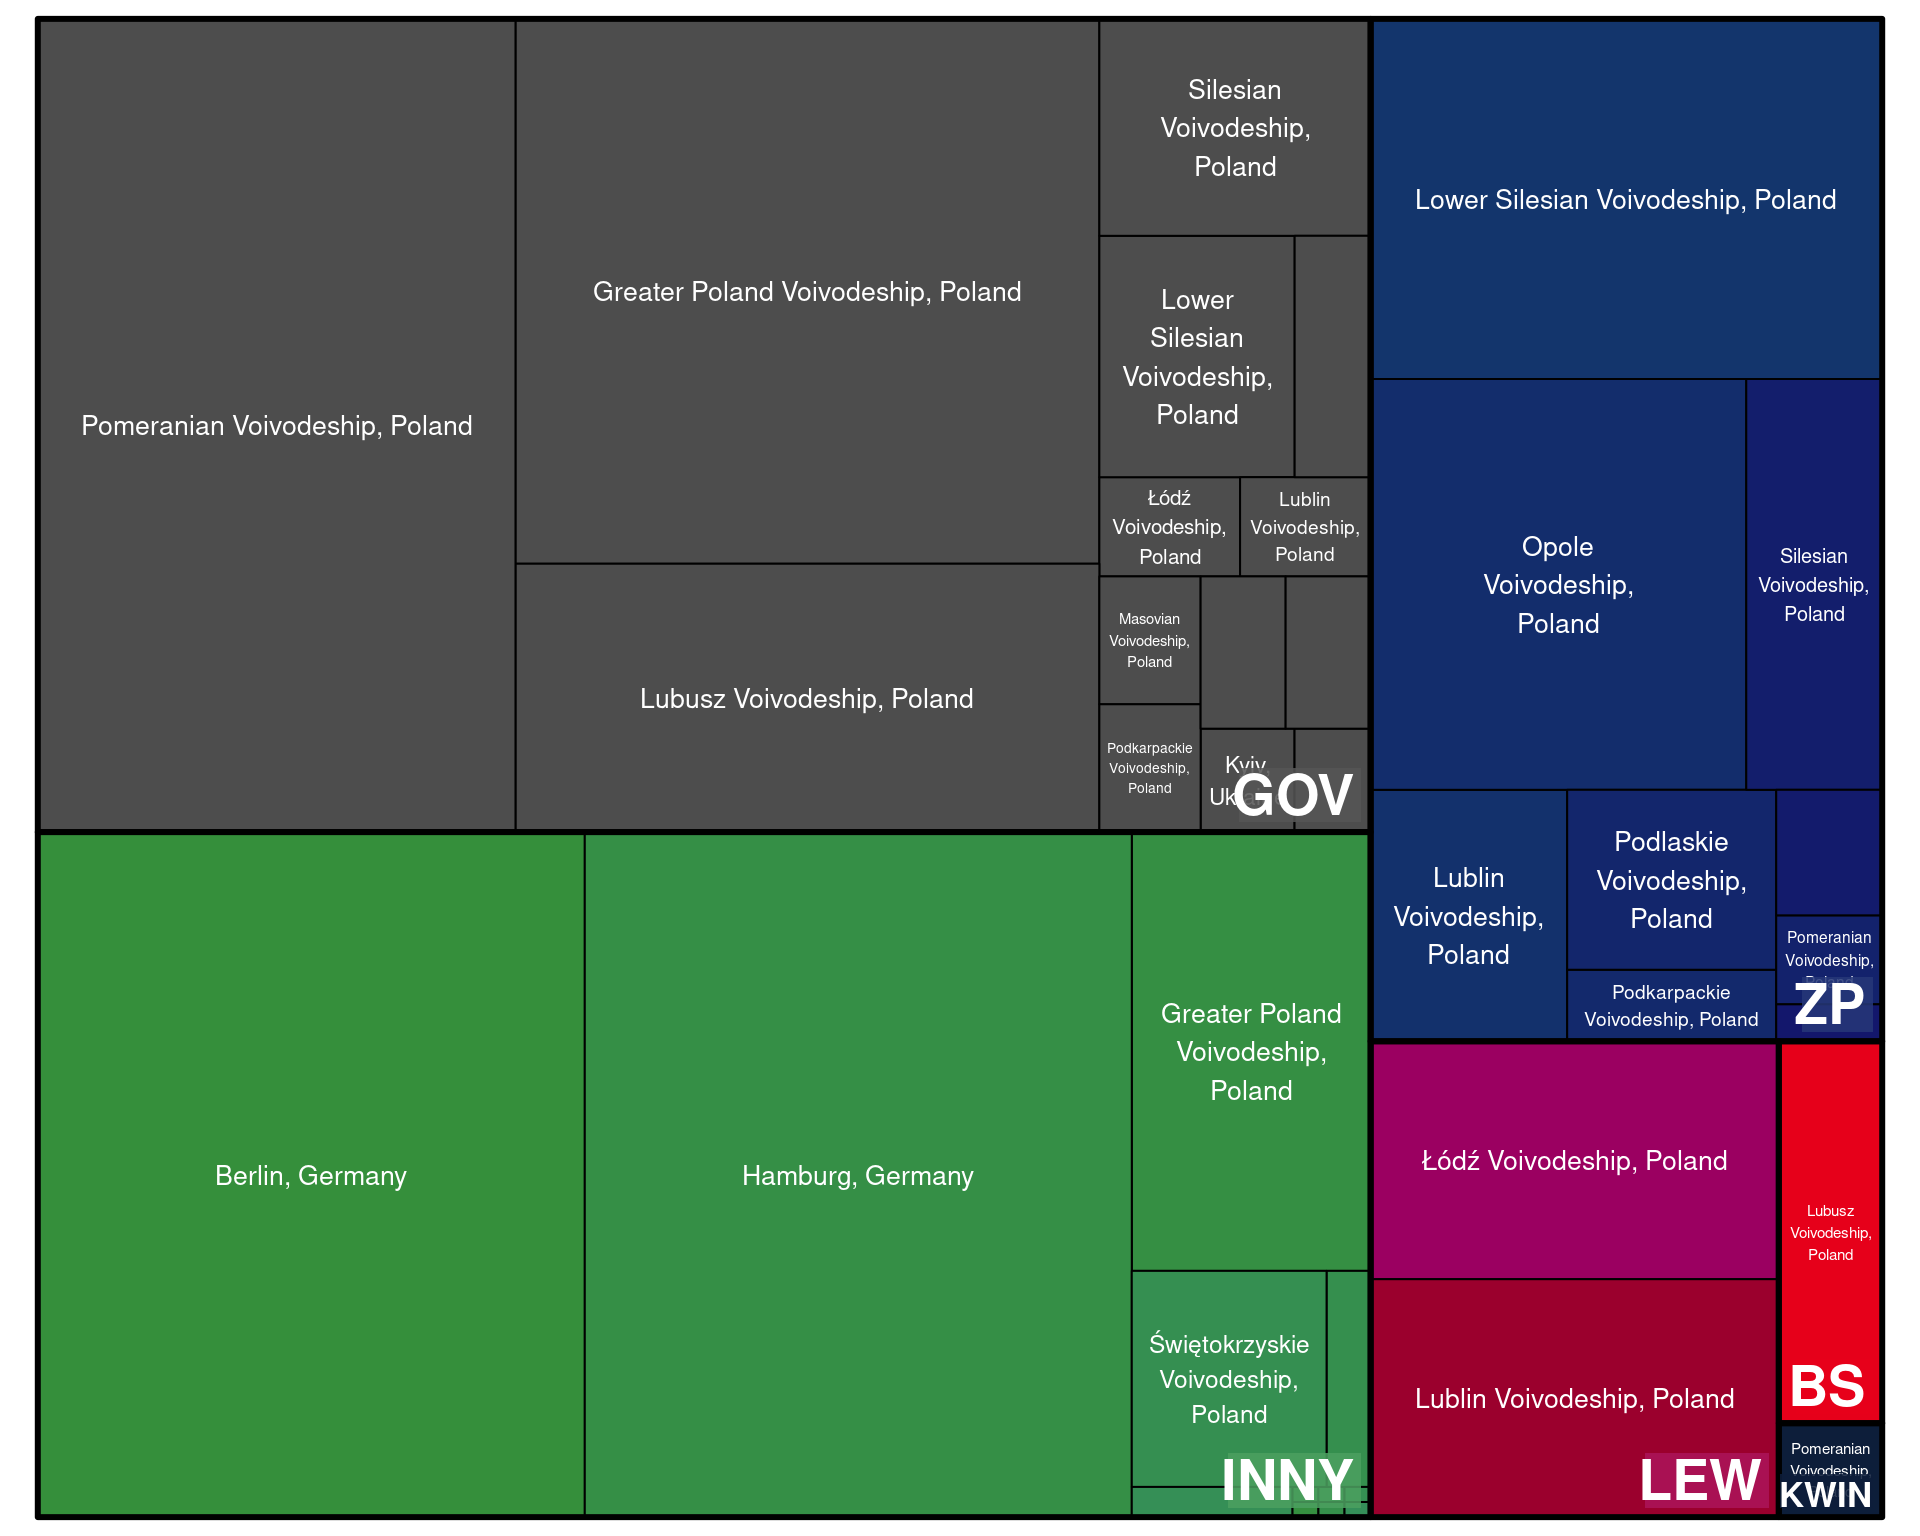 Pomeranian Voivodeship, Poland
Greater Poland Voivodeship, Poland
Lubusz Voivodeship, Poland
Silesian
Voivodeship,
Poland
Lower
Silesian
Voivodeship,
Poland
Łódź
Voivodeship,
Poland
Lublin
Voivodeship,
Poland
Masovian
Voivodeship,
Poland
Podkarpackie
Voivodeship,
Poland
Kyiv,
GOV
Berlin, Germany
Hamburg, Germany
Greater Poland
Voivodeship,
Poland
Świętokrzyskie
Voivodeship,
Poland
INNY
Lower Silesian Voivodeship, Poland
Opole
Voivodeship,
Poland
Silesian
Voivodeship,
Poland
Lublin
Voivodeship,
Poland
Podlaskie
Voivodeship,
Poland
Podkarpackie
Voivodeship, Poland
Pomeranian
Voivodeship,
ZP
Łódź Voivodeship, Poland
Lublin Voivodeship, Poland
LEW
Lubusz
Voivodeship,
Poland
BS
Pomeranian
Voivodeship,
KWIN